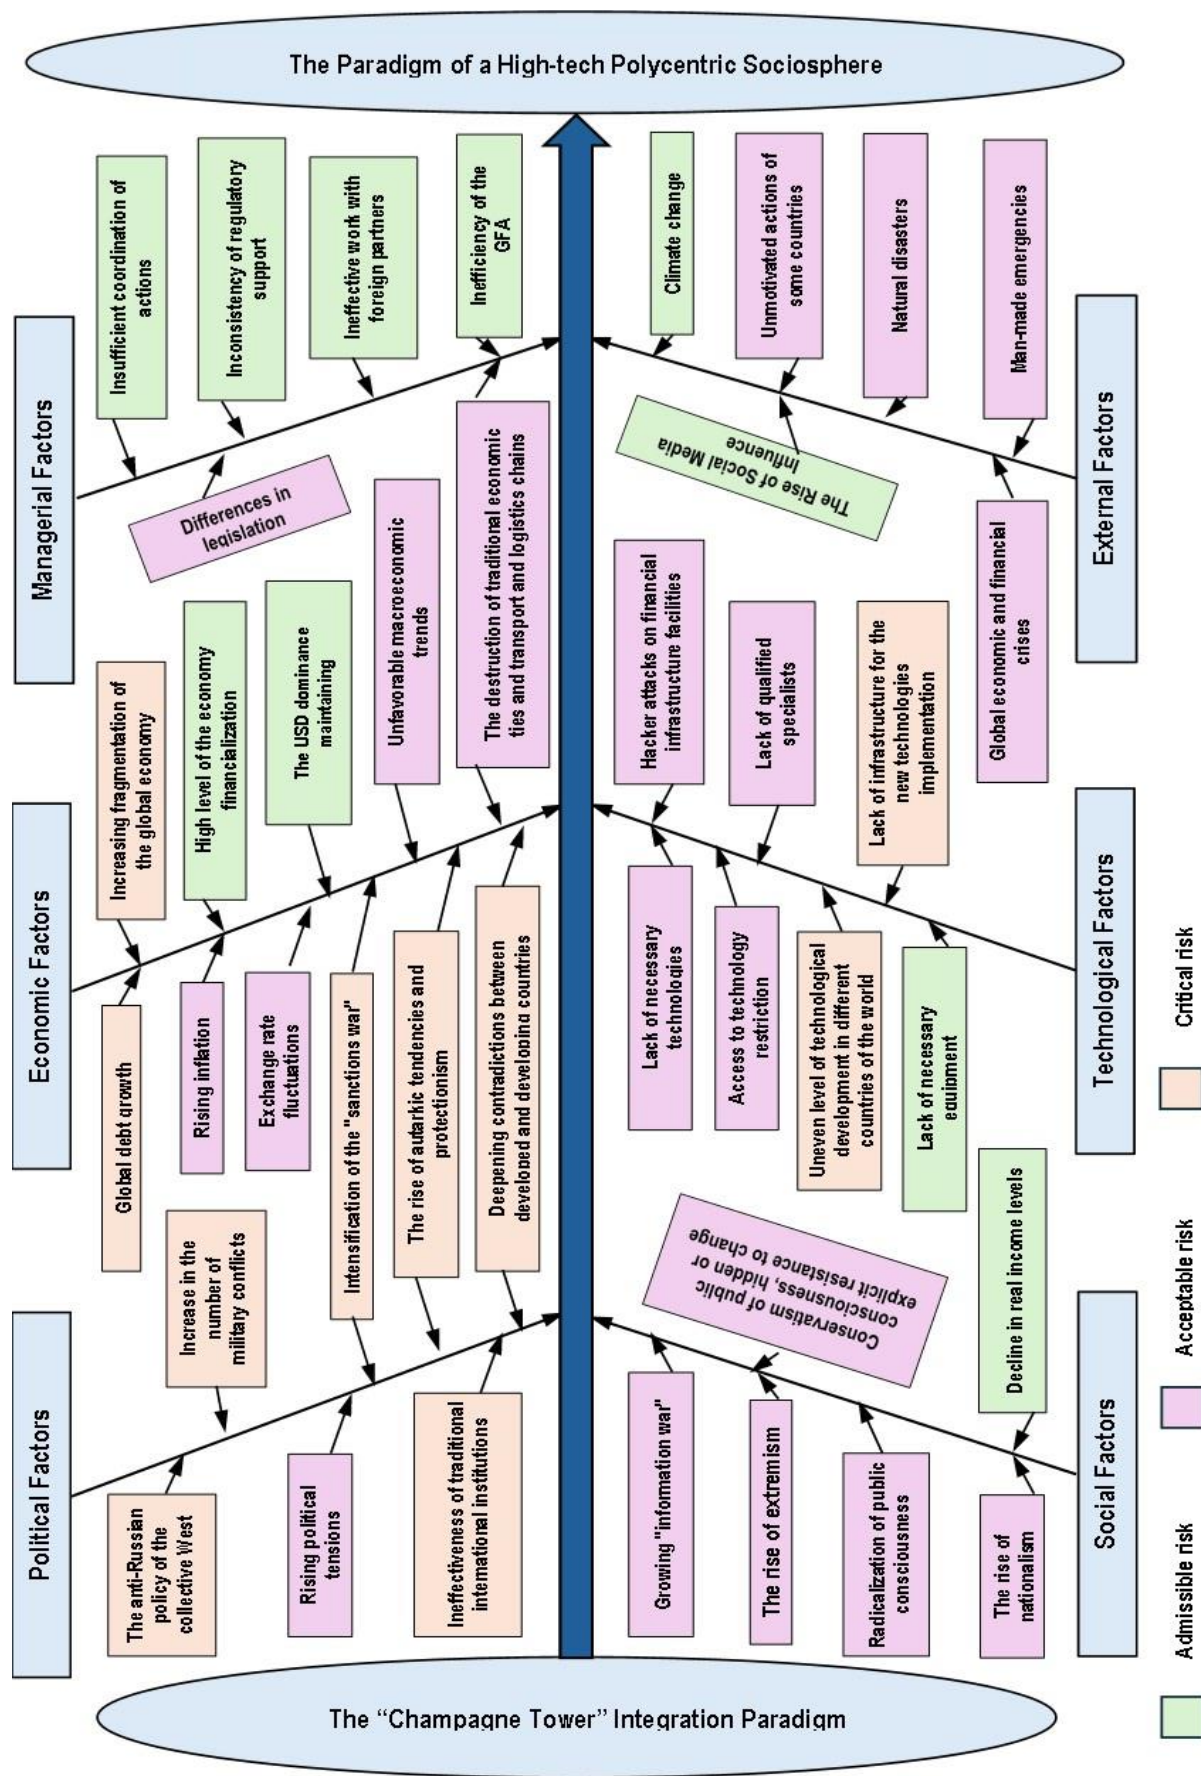 The Paradigm of a High-tech Polycentric Sociosphere
Managerial Factors
Insufficient coordination of
actions
Inconsistency of regulatory
support
Ineffective work with
foreign partners
Inefficiency of the
GFA
Differences in
legislation
Economic Factors
Increasing fragmentation of
the global economy
High level of the economy
financialization
The USD dominance
maintaining
Unfavorable macroeconomic
trends
The destruction of traditional economic
ties and transport and logistics chains
Global debt growth
Rising inflation
Exchange rate
fluctuations
Intensification of the "sanctions war"
The rise of autarkic tendencies and
protectionism
Deepening contradictions between
developed and developing countries
Political Factors
Increase in the
number of
military conflicts
The anti-Russian
policy of the
collective West
Rising political
tensions
Ineffectiveness of traditional
international institutions
External Factors
Climate change
Unmotivated actions of
some countries
Natural disasters
Man-made emergencies
The Rise of Social Media
Influence
Global economic and financial
crises
Technological Factors
Hacker attacks on financial
infrastructure facilities
Lack of qualified
specialists
Lack of infrastructure for the
new technologies
implementation
Lack of necessary
technologies
Access to technology
restriction
Uneven level of technological
development in different
countries of the world
Lack of necessary
equipment
Social Factors
Conservatism of public
consciousness, hidden or
explicit resistance to change
Decline in real income levels
Growing "information war"
The rise of extremism
Radicalization of public
consciousness
The rise of
nationalism
The “Champagne Tower” Integration Paradigm
Admissible risk
Acceptable risk
Critical risk